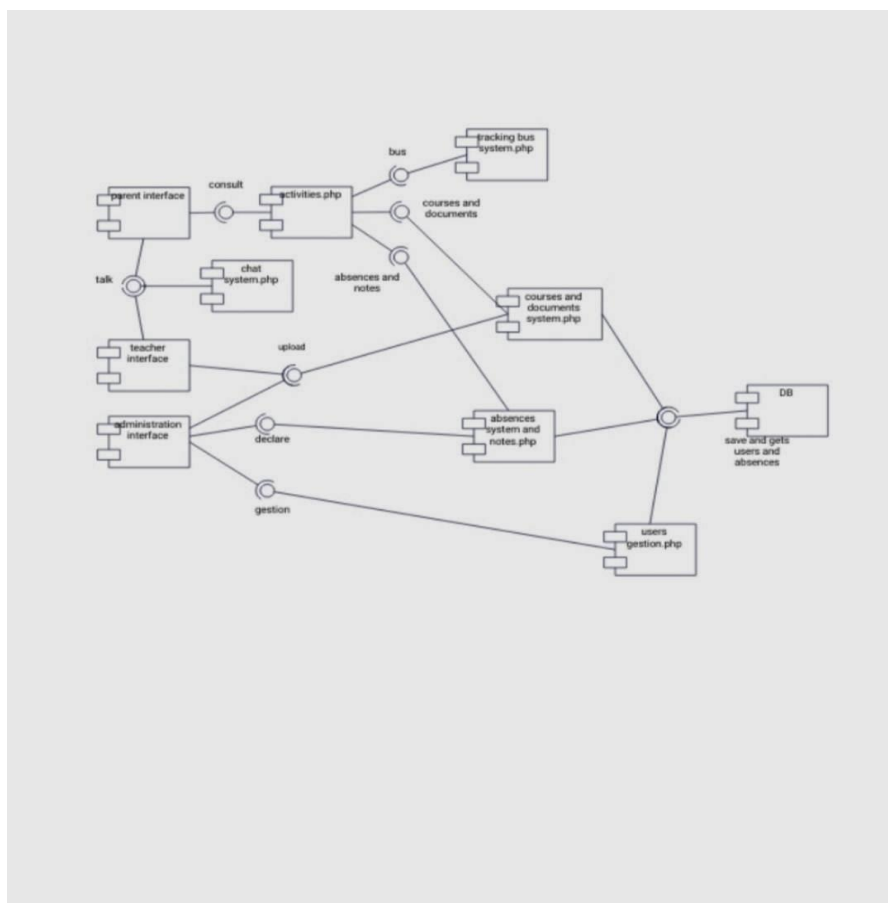 tracking bus
system.php
bus
consult
parent interface
activities.php
courses and
documents
chat
system.php
talk
absences and
notes
courses and
documents
system.php
upload
teacher
interface
DB
save and gets
users and
absences
administration
interface
declare
absences
system and
notes.php
gestion
users
gestion.php